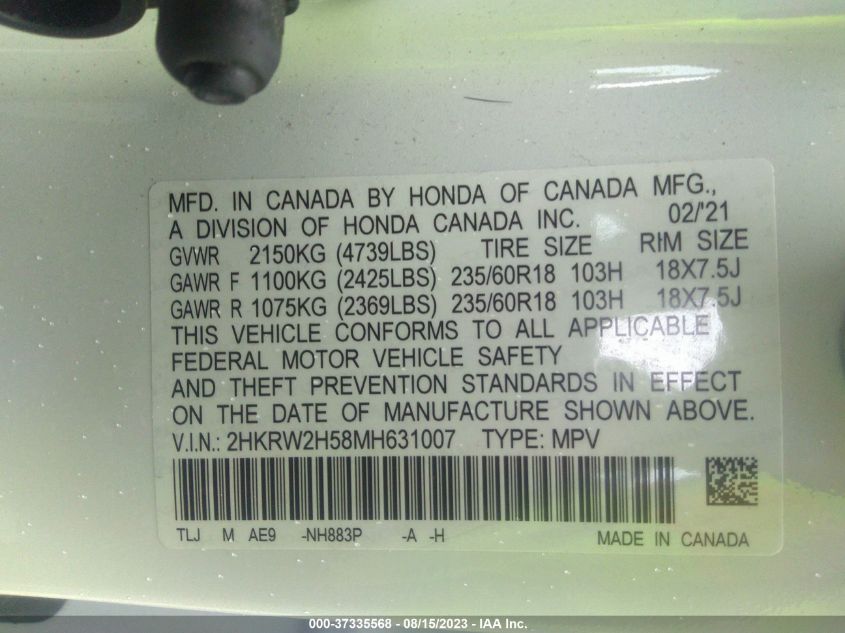 MFD. IN CANADA BY HONDA OF CANADA MFG.,
A DIVISION OF HONDA CANADA INC. 02/'21
GVWR 2150KG (4739LBS) TIRE SIZE RIM SIZE
GAWR F 1100KG (2425LBS) 235/60R18 103H 18X7.5J
GAWR R 1075KG (2369LBS) 235/60R18 103H 18X7.5J
THIS VEHICLE CONFORMS TO ALL APPLICABLE
FEDERAL MOTOR VEHICLE SAFETY
AND THEFT PREVENTION STANDARDS IN EFFECT
ON THE DATE OF MANUFACTURE SHOWN ABOVE.
V.I.N.: 2HKRW2H58MH631007 TYPE: MPV
TLJ M AE9 -NH883P -A -H MADE IN CANADA
000-37335568 - 08/15/2023 - IAA Inc.